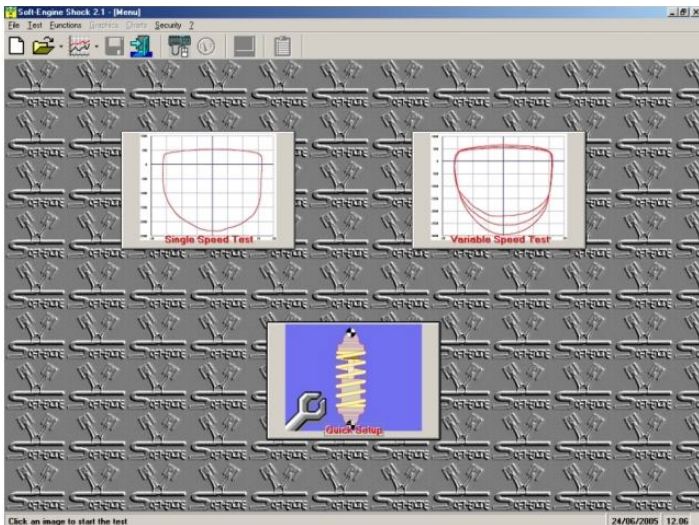 Soft-Engine Shock 2.1 - [Menu]
File Test Functions Graphics Charts Security ?
Single Speed Test
Variable Speed Test
Quick Setup
Click an image to start the test
24/06/2005 12.06